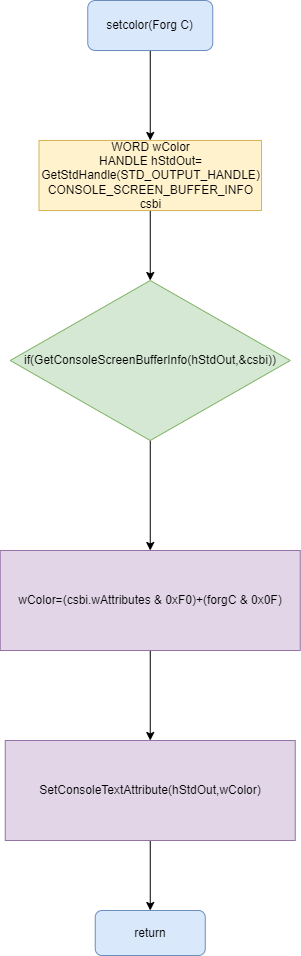 setcolor(Forg C)
WORD wColor
HANDLE hStdOut=
GetStdHandle(STD_OUTPUT_HANDLE)
CONSOLE_SCREEN_BUFFER_INFO
csbi
if(GetConsoleScreenBufferInfo(hStdOut,&csbi))
wColor=(csbi.wAttributes & 0xF0)+(forgC & 0x0F)
SetConsoleTextAttribute(hStdOut,wColor)
return